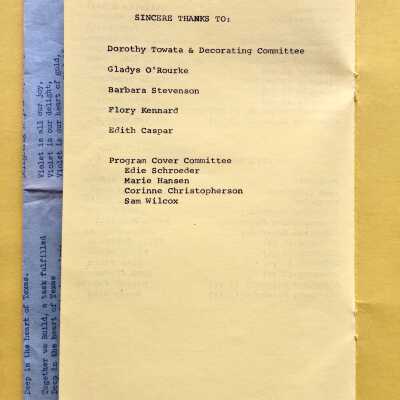 SINCERE THANKS TO:
Dorothy Towata & Decorating Committee
Gladys O'Rourke
Barbara Stevenson
Flory Kennard
Edith Caspar
Program Cover Committee
Edie Schroeder
Marie Hansen
Corinne Christopherson
Sam Wilcox
Violet is all our joy,
Violet is our delight,
Violet is our heart of gold,
Deep in the heart of Texas.
Together we Build, a task fulfilled
Deep in the heart of Texas